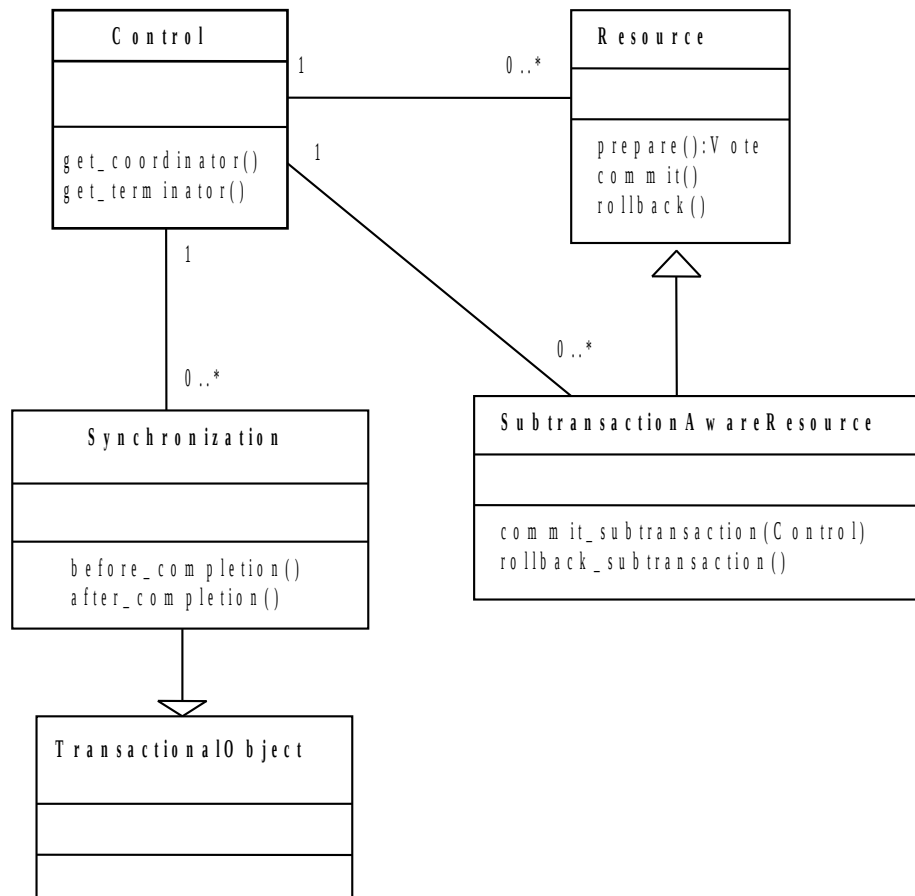 Control
Resource
1
0..*
get_coordinator()
get_terminator()
1
prepare():Vote
commit()
rollback()
1
0..*
0..*
Synchronization
SubtransactionAwareResource
before_completion()
after_completion()
commit_subtransaction(Control)
rollback_subtransaction()
TransactionalObject